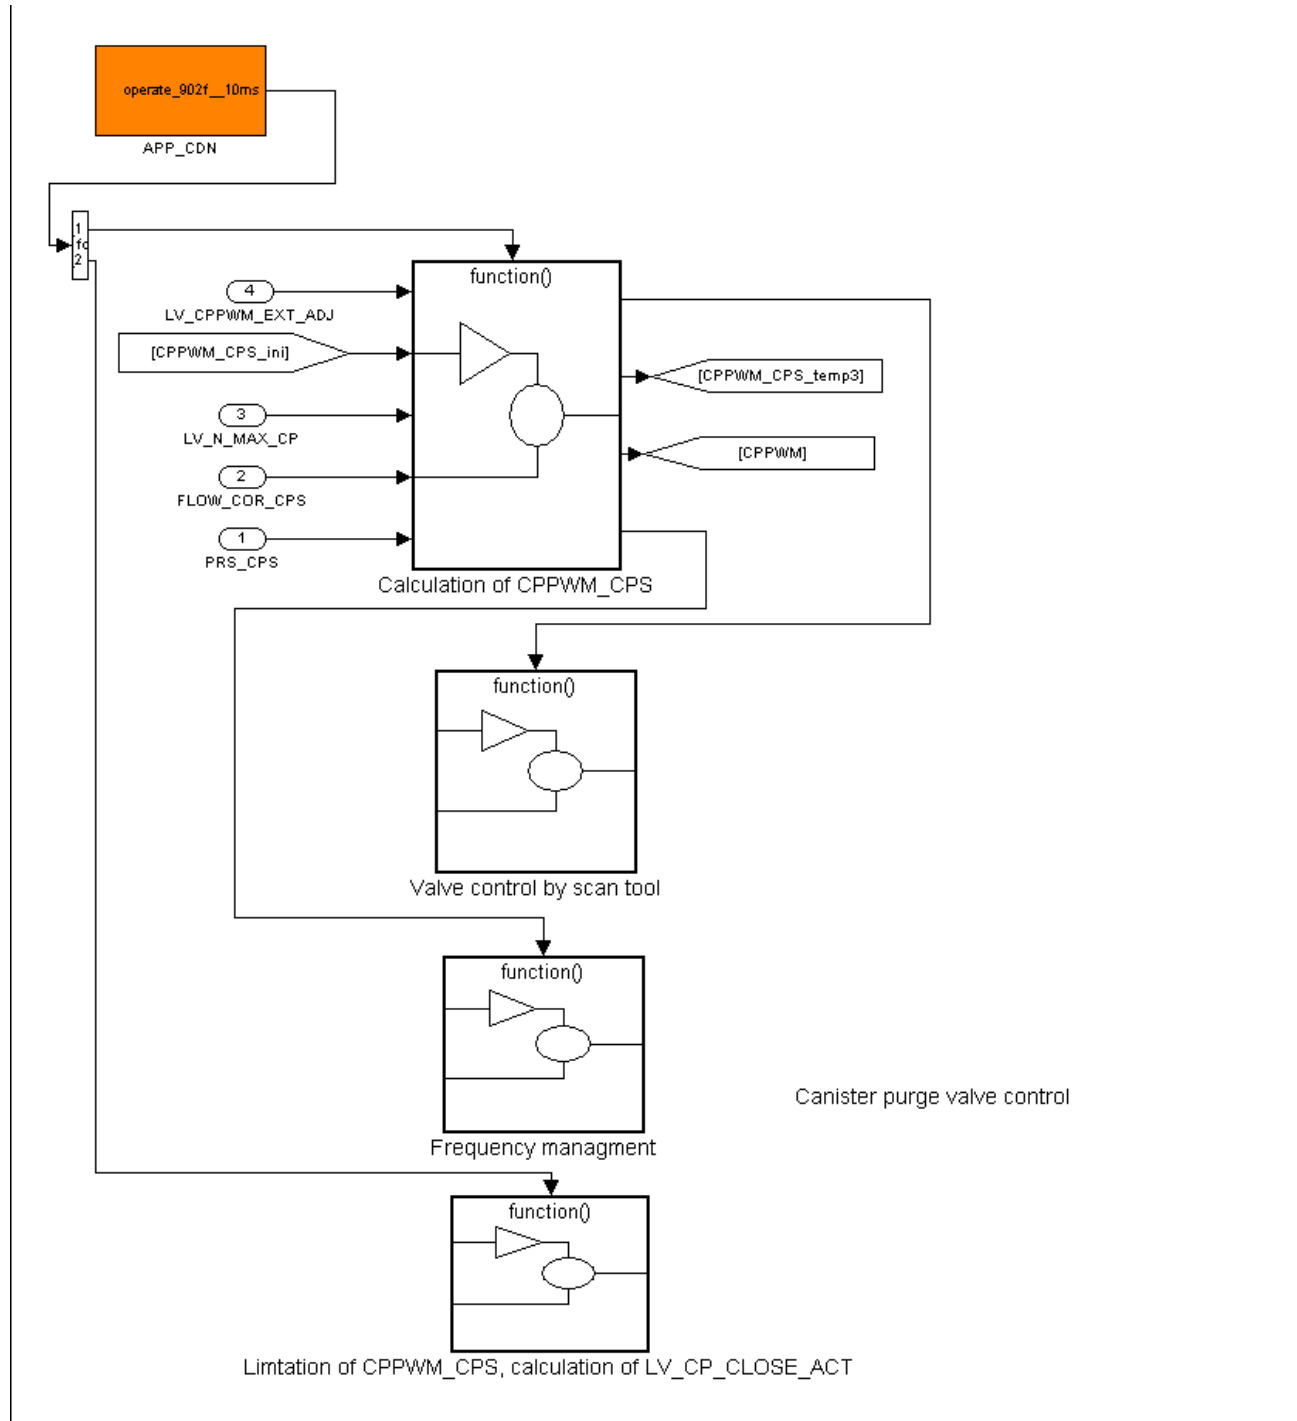 operate_902f__10ms
APP_CDN
1
fc
2
function()
4
LV_CPPWM_EXT_ADJ
[CPPWM_CPS_ini]
[CPPWM_CPS_temp3]
3
LV_N_MAX_CP
[CPPWM]
2
FLOW_COR_CPS
1
PRS_CPS
Calculation of CPPWM_CPS
function()
Valve control by scan tool
function()
Canister purge valve control
Frequency managment
function()
Limtation of CPPWM_CPS, calculation of LV_CP_CLOSE_ACT